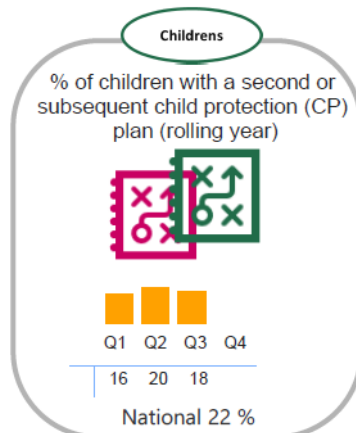 Childrens
% of children with a second or
subsequent child protection (CP)
plan (rolling year)
Q1 Q2 Q3 Q4
16 20 18
National 22 %